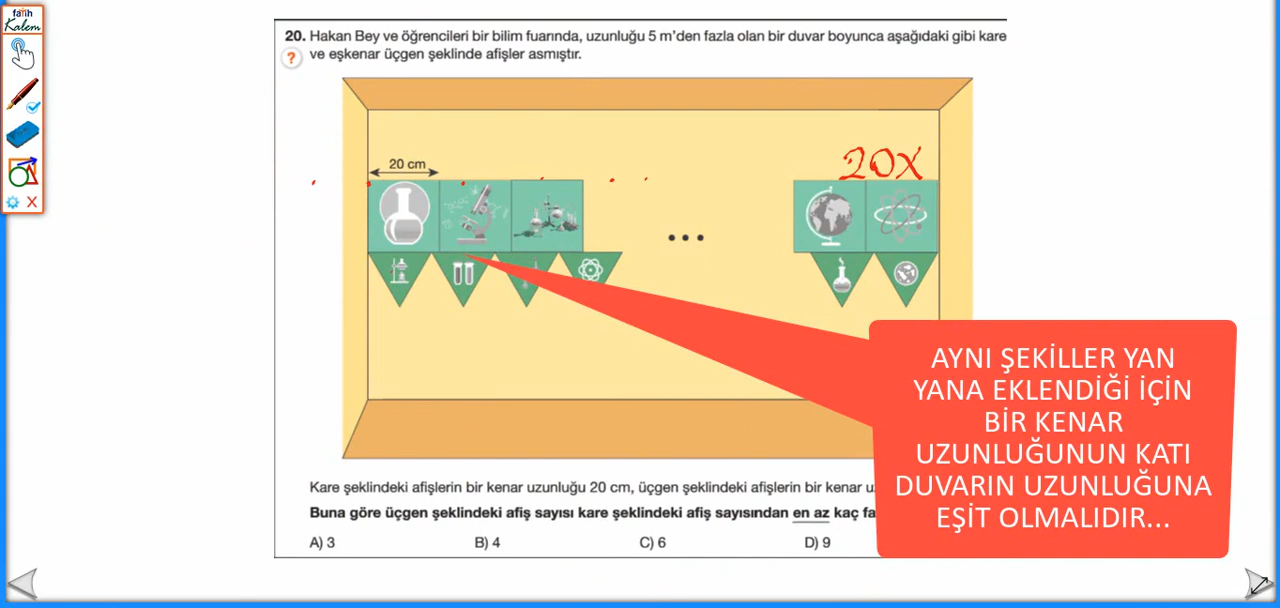 fatih
Kalem
20. Hakan Bey ve öğrencileri bir bilim fuarında, uzunluğu 5 m'den fazla olan bir duvar boyunca aşağıdaki gibi kare
? ve eşkenar üçgen şeklinde afişler asmıştır.
20 cm
20X
...
AYNI ŞEKİLLER YAN
YANA EKLENDİĞİ İÇİN
BİR KENAR
UZUNLUĞUNUN KATI
DUVARIN UZUNLUĞUNA
EŞİT OLMALIDIR...
Kare şeklindeki afişlerin bir kenar uzunluğu 20 cm, üçgen şeklindeki afişlerin bir kenar
Buna göre üçgen şeklindeki afiş sayısı kare şeklindeki afiş sayısından en az kaç
A) 3 B) 4 C) 6 D) 9